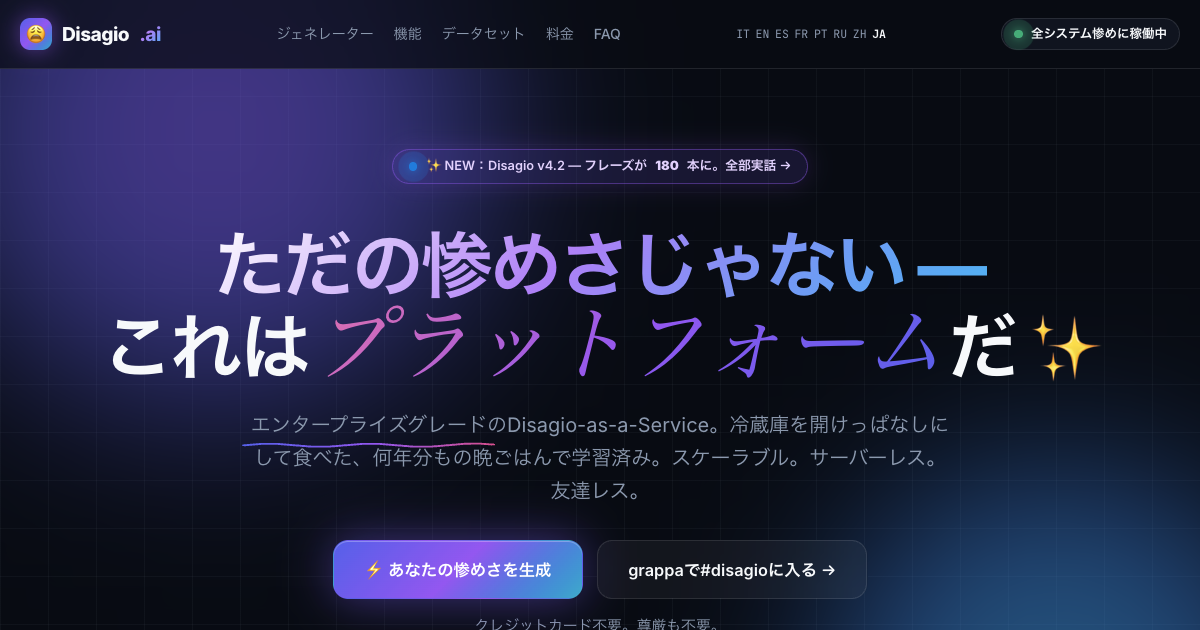 Disagio .ai
ジェネレーター 機能 データセット 料金 FAQ
IT EN ES FR PT RU ZH JA
全システム惨めに稼働中
✨ NEW：Disagio v4.2 — フレーズが 180 本に。全部実話 →
ただの惨めさじゃない—
これはプラットフォームだ ✨
エンタープライズグレードのDisagio-as-a-Service。冷蔵庫を開けっぱなしに
して食べた、何年分もの晩ごはんで学習済み。スケーラブル。サーバーレス。
友達レス。
⚡ あなたの惨めさを生成
grappaで#disagioに入る →
クレジットカード不要。尊厳も不要。